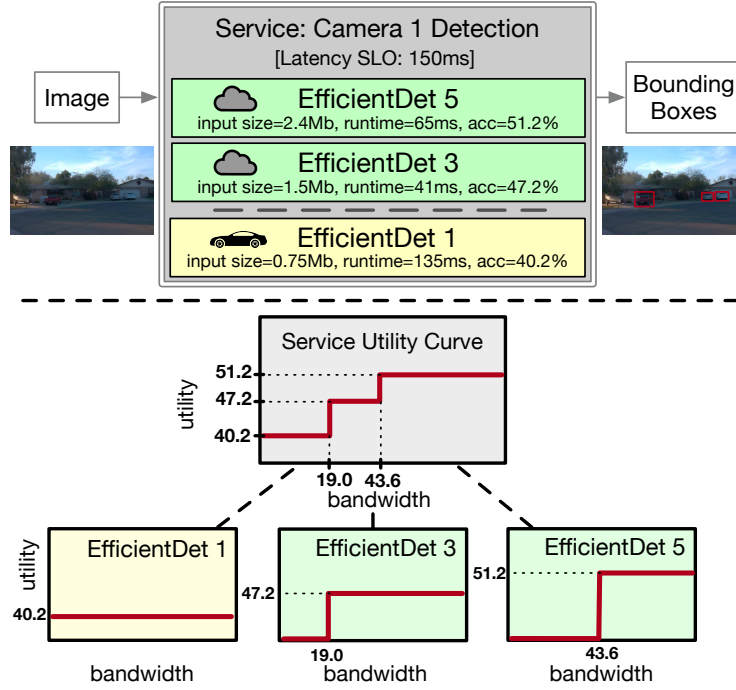 Service: Camera 1 Detection
[Latency SLO: 150ms]
Image
EfficientDet 5
input size=2.4Mb, runtime=65ms, acc=51.2%
EfficientDet 3
input size=1.5Mb, runtime=41ms, acc=47.2%
EfficientDet 1
input size=0.75Mb, runtime=135ms, acc=40.2%
Bounding
Boxes
Service Utility Curve
utility
51.2
47.2
40.2
19.0
43.6
bandwidth
EfficientDet 1
utility
40.2
bandwidth
EfficientDet 3
47.2
19.0
bandwidth
EfficientDet 5
51.2
43.6
bandwidth